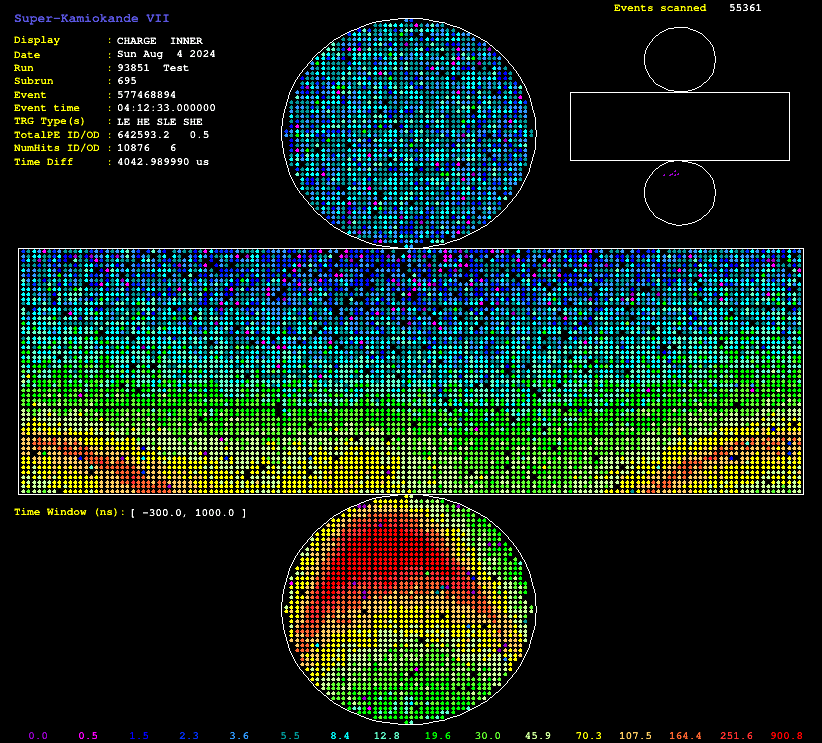 Super-Kamiokande VII
Events scanned 55361
Display : CHARGE INNER
Date : Sun Aug 4 2024
Run : 93851 Test
Subrun : 695
Event : 577468894
Event time : 04:12:33.000000
TRG Type(s) : LE HE SLE SHE
TotalPE ID/OD : 642593.2 0.5
NumHits ID/OD : 10876 6
Time Diff : 4042.989990 us
Time Window (ns): [ -300.0, 1000.0 ]
0.0 0.5 1.5 2.3 3.6 5.5 8.4 12.8 19.6 30.0 45.9 70.3 107.5 164.4 251.6 900.8